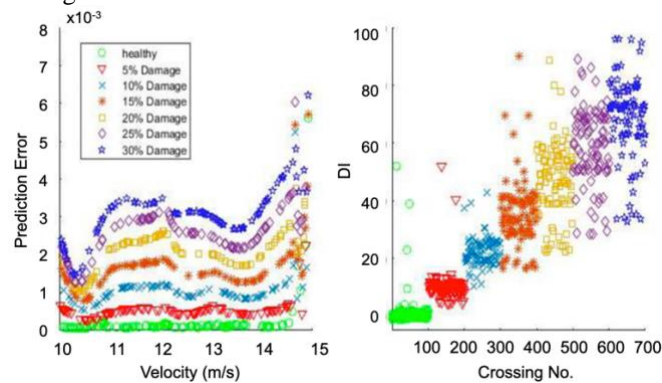 x10⁻³
8
7
6
5
4
3
2
1
0
Prediction Error
healthy
5% Damage
10% Damage
15% Damage
20% Damage
25% Damage
30% Damage
10 11 12 13 14 15
Velocity (m/s)
100
80
60
40
20
0
DI
100 200 300 400 500 600 700
Crossing No.